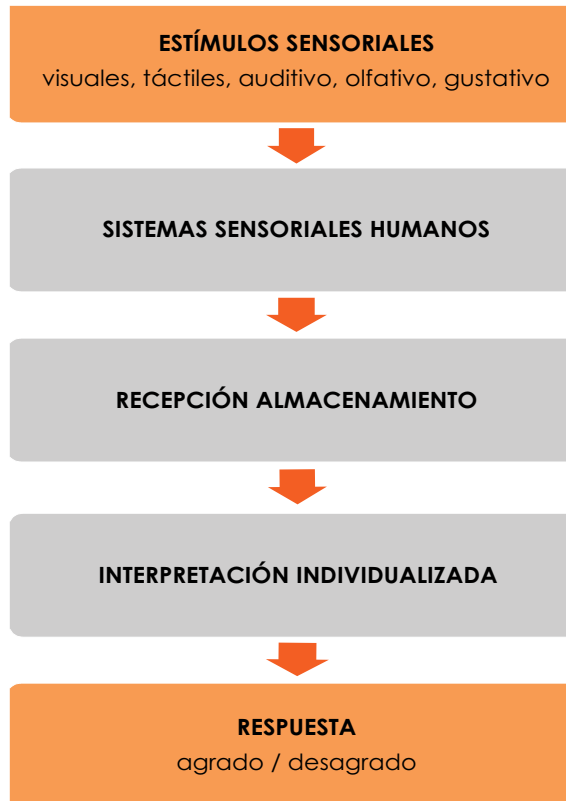 ESTÍMULOS SENSORIALES
visuales, táctiles, auditivo, olfativo, gustativo
SISTEMAS SENSORIALES HUMANOS
RECEPCIÓN ALMACENAMIENTO
INTERPRETACIÓN INDIVIDUALIZADA
RESPUESTA
agrado / desagrado